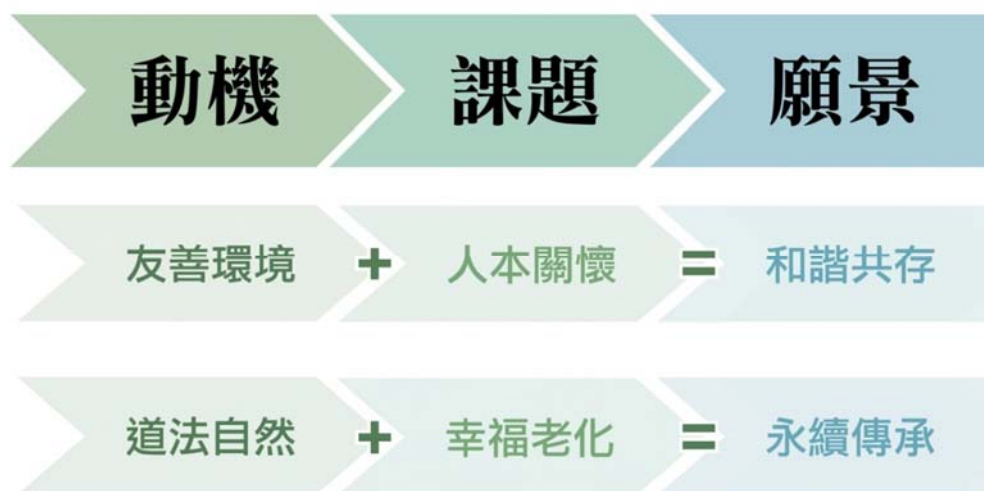 動機 課題 願景
友善環境 + 人本關懷 = 和諧共存
道法自然 + 幸福老化 = 永續傳承